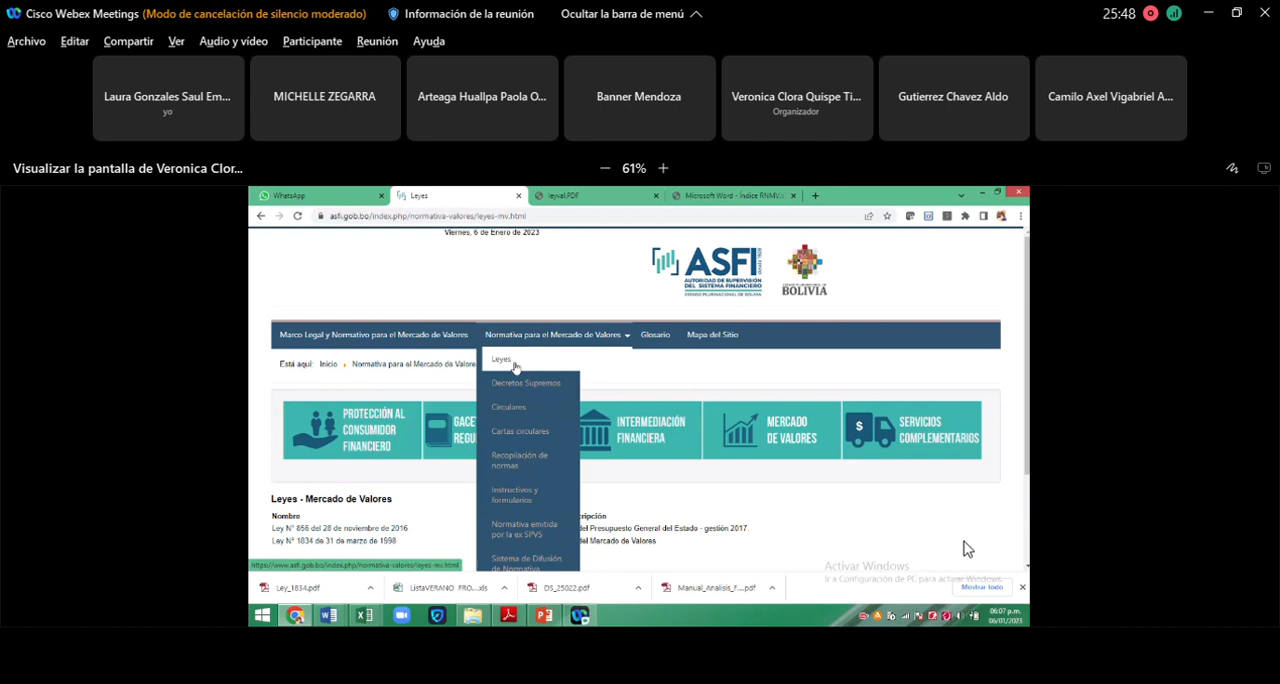 Cisco Webex Meetings (Modo de cancelación de silencio moderado) Información de la reunión Ocultar la barra de menú 25:48
Archivo Editar Compartir Ver Audio y vídeo Participante Reunión Ayuda
Laura Gonzales Saul Em...
yo
MICHELLE ZEGARRA
Arteaga Huallpa Paola O...
Banner Mendoza
Veronica Clora Quispe Ti...
Organizador
Gutierrez Chavez Aldo
Camilo Axel Vigabriel A...
Visualizar la pantalla de Veronica Clor... 61%
WhatsApp Leyes leyval.PDF Microsoft Word - Índice RNMV.
asfi.gob.bo/index.php/normativa-valores/leyes-mv.html
Viernes, 6 de Enero de 2023
ASFI
AUTORIDAD DE SUPERVISIÓN
DEL SISTEMA FINANCIERO
ESTADO PLURINACIONAL DE BOLIVIA
BOLIVIA
Marco Legal y Normativo para el Mercado de Valores Normativa para el Mercado de Valores Glosario Mapa del Sitio
Está aquí: Inicio Normativa para el Mercado de Valore
Leyes
Decretos Supremos
Circulares
Cartas circulares
Recopilación de
normas
Instructivos y
formularios
Normativa emitida
por la ex SPVS
Sistema de Difusión
de Normativa
PROTECCIÓN AL
CONSUMIDOR
FINANCIERO
GACE
REGU
INTERMEDIACIÓN
FINANCIERA
MERCADO
DE VALORES
SERVICIOS
COMPLEMENTARIOS
Leyes - Mercado de Valores
Nombre cripción
Ley N° 856 del 28 de noviembre de 2016 del Presupuesto General del Estado - gestión 2017.
Ley N° 1834 de 31 de marzo de 1998 del Mercado de Valores
https://www.asfi.gob.bo/index.php/normativa-valores/leyes-mv.html
Activar Windows
Ir a Configuración de PC para activar Windows.
Ley_1834.pdf ListaVERANO FRO....xls DS_25022.pdf Manual_Analisis_F....pdf Mostrar todo
06:07 p.m.
06/01/2023